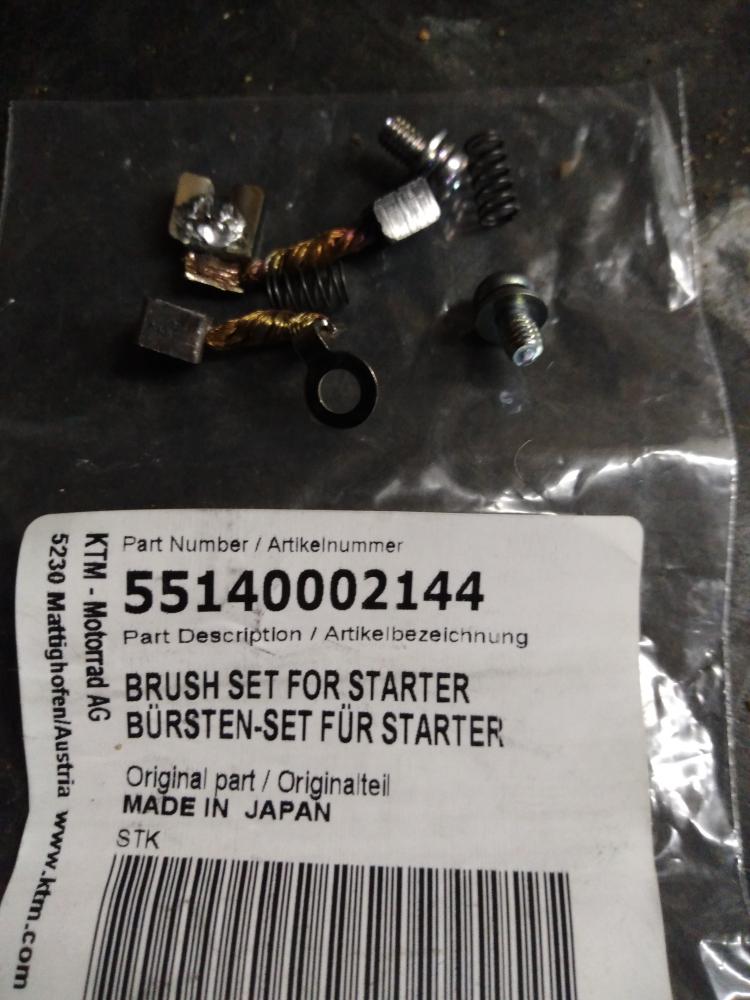 Part Number / Artikelnummer
55140002144
Part Description / Artikelbezeichnung
BRUSH SET FOR STARTER
BÜRSTEN-SET FÜR STARTER
Original part / Originalteil
MADE IN JAPAN
STK
KTM - Motorrad AG
5230 Mattighofen/Austria www.ktm.com